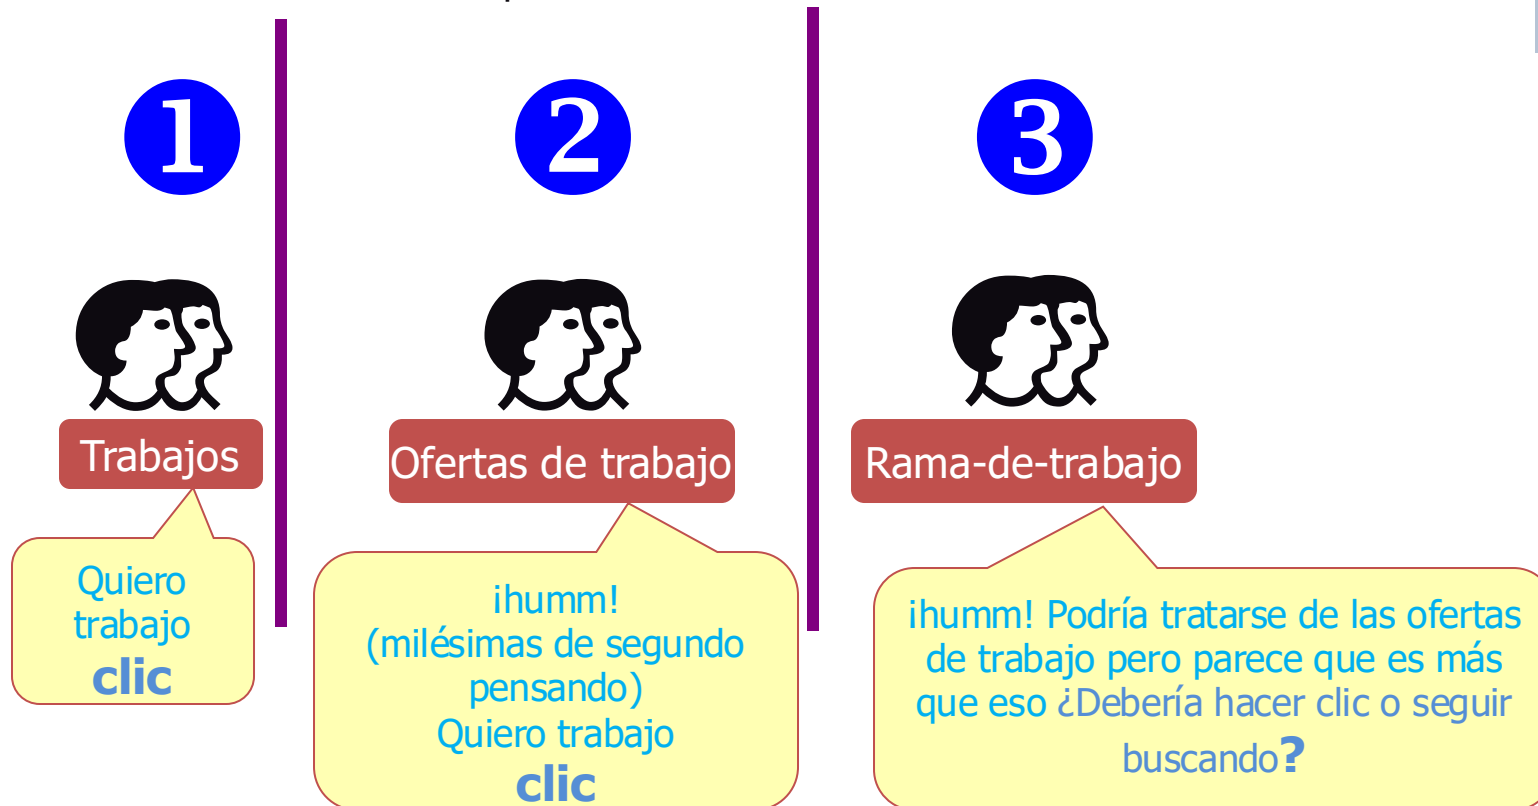 1
2
3
Trabajos
Ofertas de trabajo
Rama-de-trabajo
Quiero
trabajo
clic
¡humm!
(milésimas de segundo
pensando)
Quiero trabajo
clic
¡humm! Podría tratarse de las ofertas
de trabajo pero parece que es más
que eso ¿Debería hacer clic o seguir
buscando?